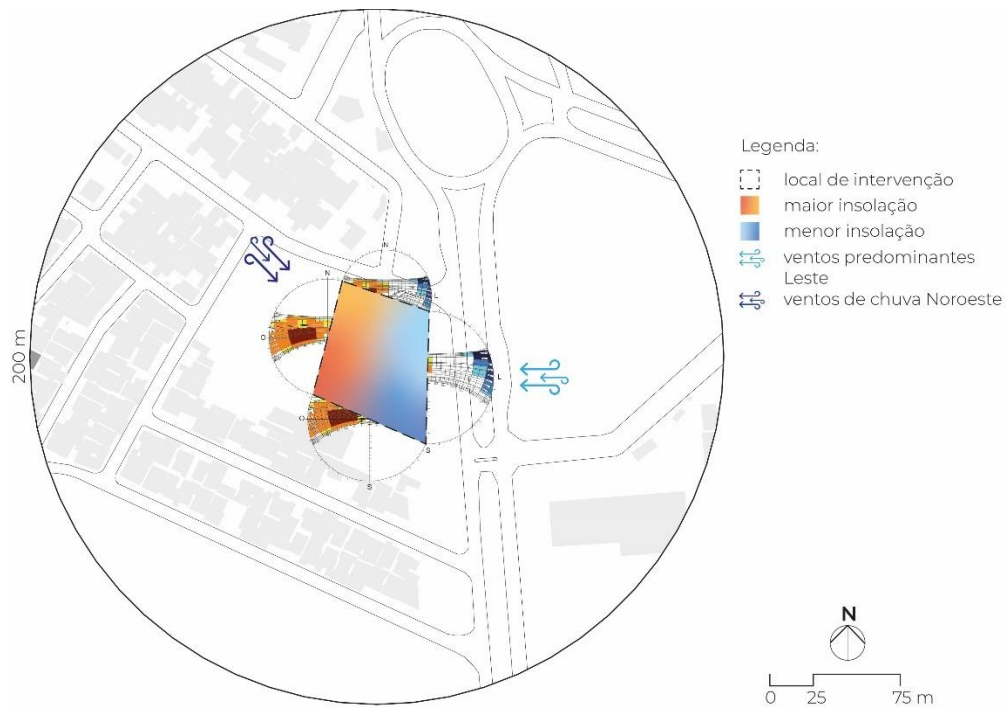 Legenda:
local de intervenção
maior insolação
menor insolação
ventos predominantes
Leste
ventos de chuva Noroeste
200 m
N
N
O
L
L
O
S
S
N
0 25 75 m